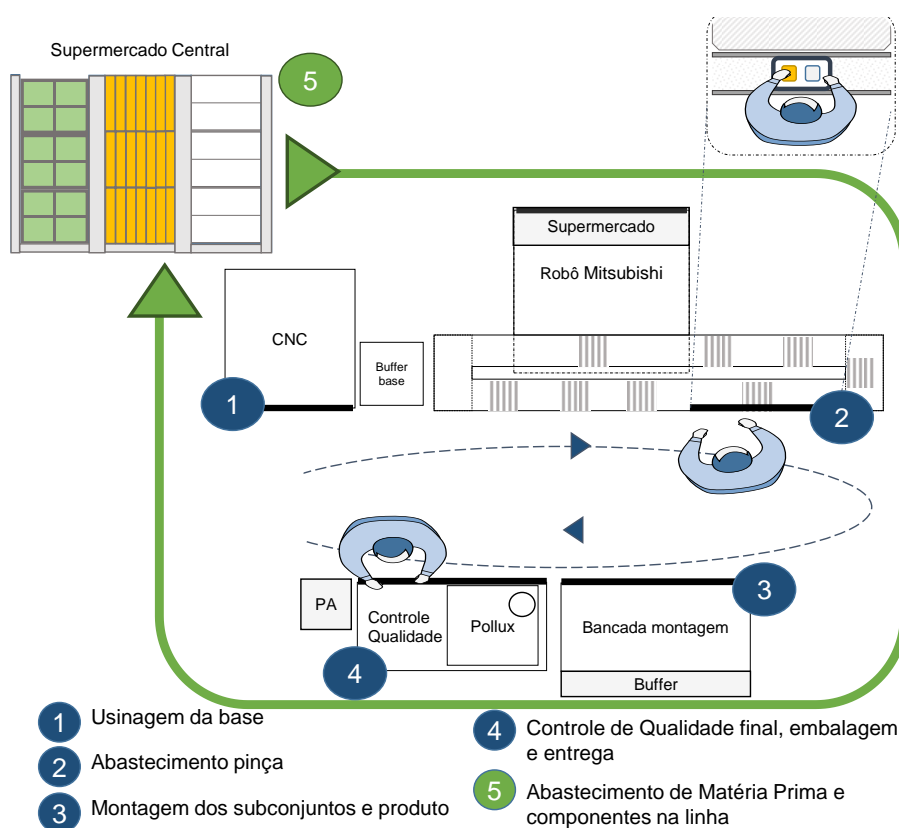 Supermercado Central
5
Supermercado
Robô Mitsubishi
CNC
Buffer
base
1
2
3
PA
Controle
Qualidade
Pollux
Bancada montagem
4
Buffer
1 Usinagem da base
2 Abastecimento pinça
3 Montagem dos subconjuntos e produto
4 Controle de Qualidade final, embalagem
e entrega
5 Abastecimento de Matéria Prima e
componentes na linha